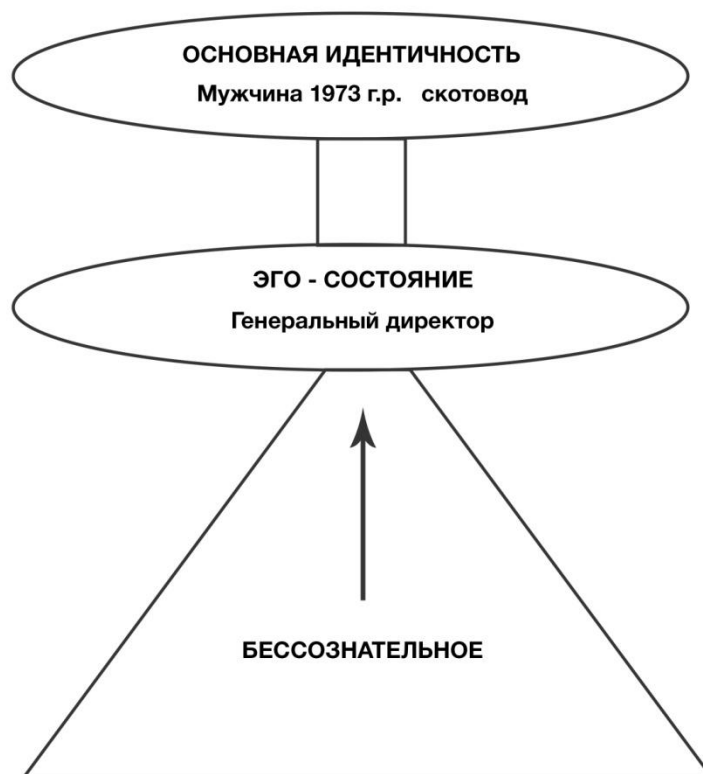 ОСНОВНАЯ ИДЕНТИЧНОСТЬ
Мужчина 1973 г.р. скотовод
ЭГО - СОСТОЯНИЕ
Генеральный директор
БЕССОЗНАТЕЛЬНОЕ